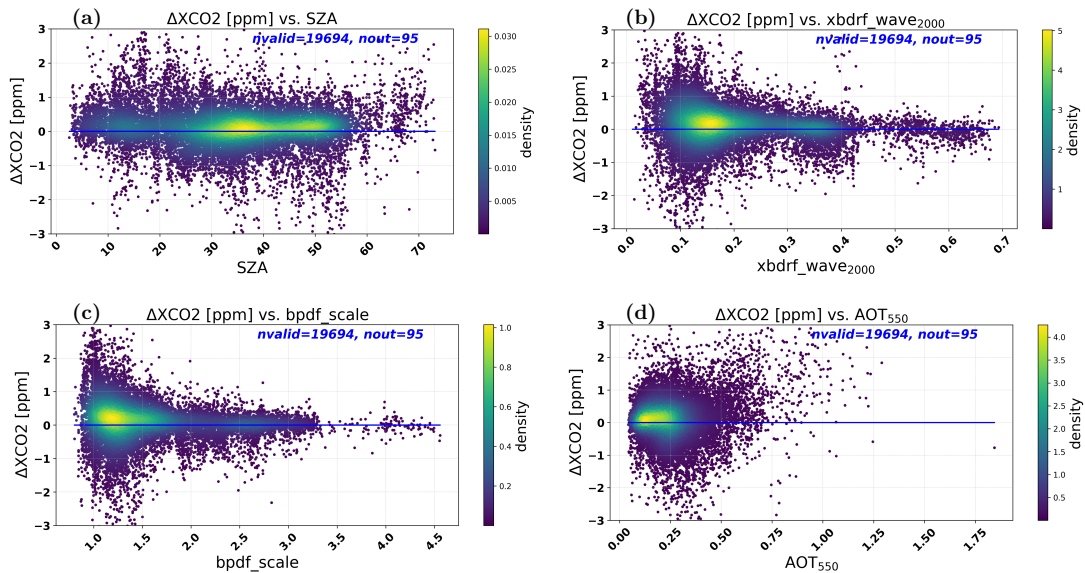 (a) ΔXCO2 [ppm] vs. SZA
nvalid=19694, nout=95
ΔXCO2 [ppm]
3
2
1
0
−1
−2
−3
0 10 20 30 40 50 60 70
SZA
0.030
0.025
0.020
0.015
0.010
0.005
density
(b) ΔXCO2 [ppm] vs. xbdrf_wave2000
nvalid=19694, nout=95
ΔXCO2 [ppm]
3
2
1
0
−1
−2
−3
0.0 0.1 0.2 0.3 0.4 0.5 0.6 0.7
xbdrf_wave2000
5
4
3
2
1
density
(c) ΔXCO2 [ppm] vs. bpdf_scale
nvalid=19694, nout=95
ΔXCO2 [ppm]
3
2
1
0
−1
−2
−3
1.0 1.5 2.0 2.5 3.0 3.5 4.0 4.5
bpdf_scale
1.0
0.8
0.6
0.4
0.2
density
(d) ΔXCO2 [ppm] vs. AOT550
nvalid=19694, nout=95
ΔXCO2 [ppm]
3
2
1
0
−1
−2
−3
0.00 0.25 0.50 0.75 1.00 1.25 1.50 1.75
AOT550
4.0
3.5
3.0
2.5
2.0
1.5
1.0
0.5
density